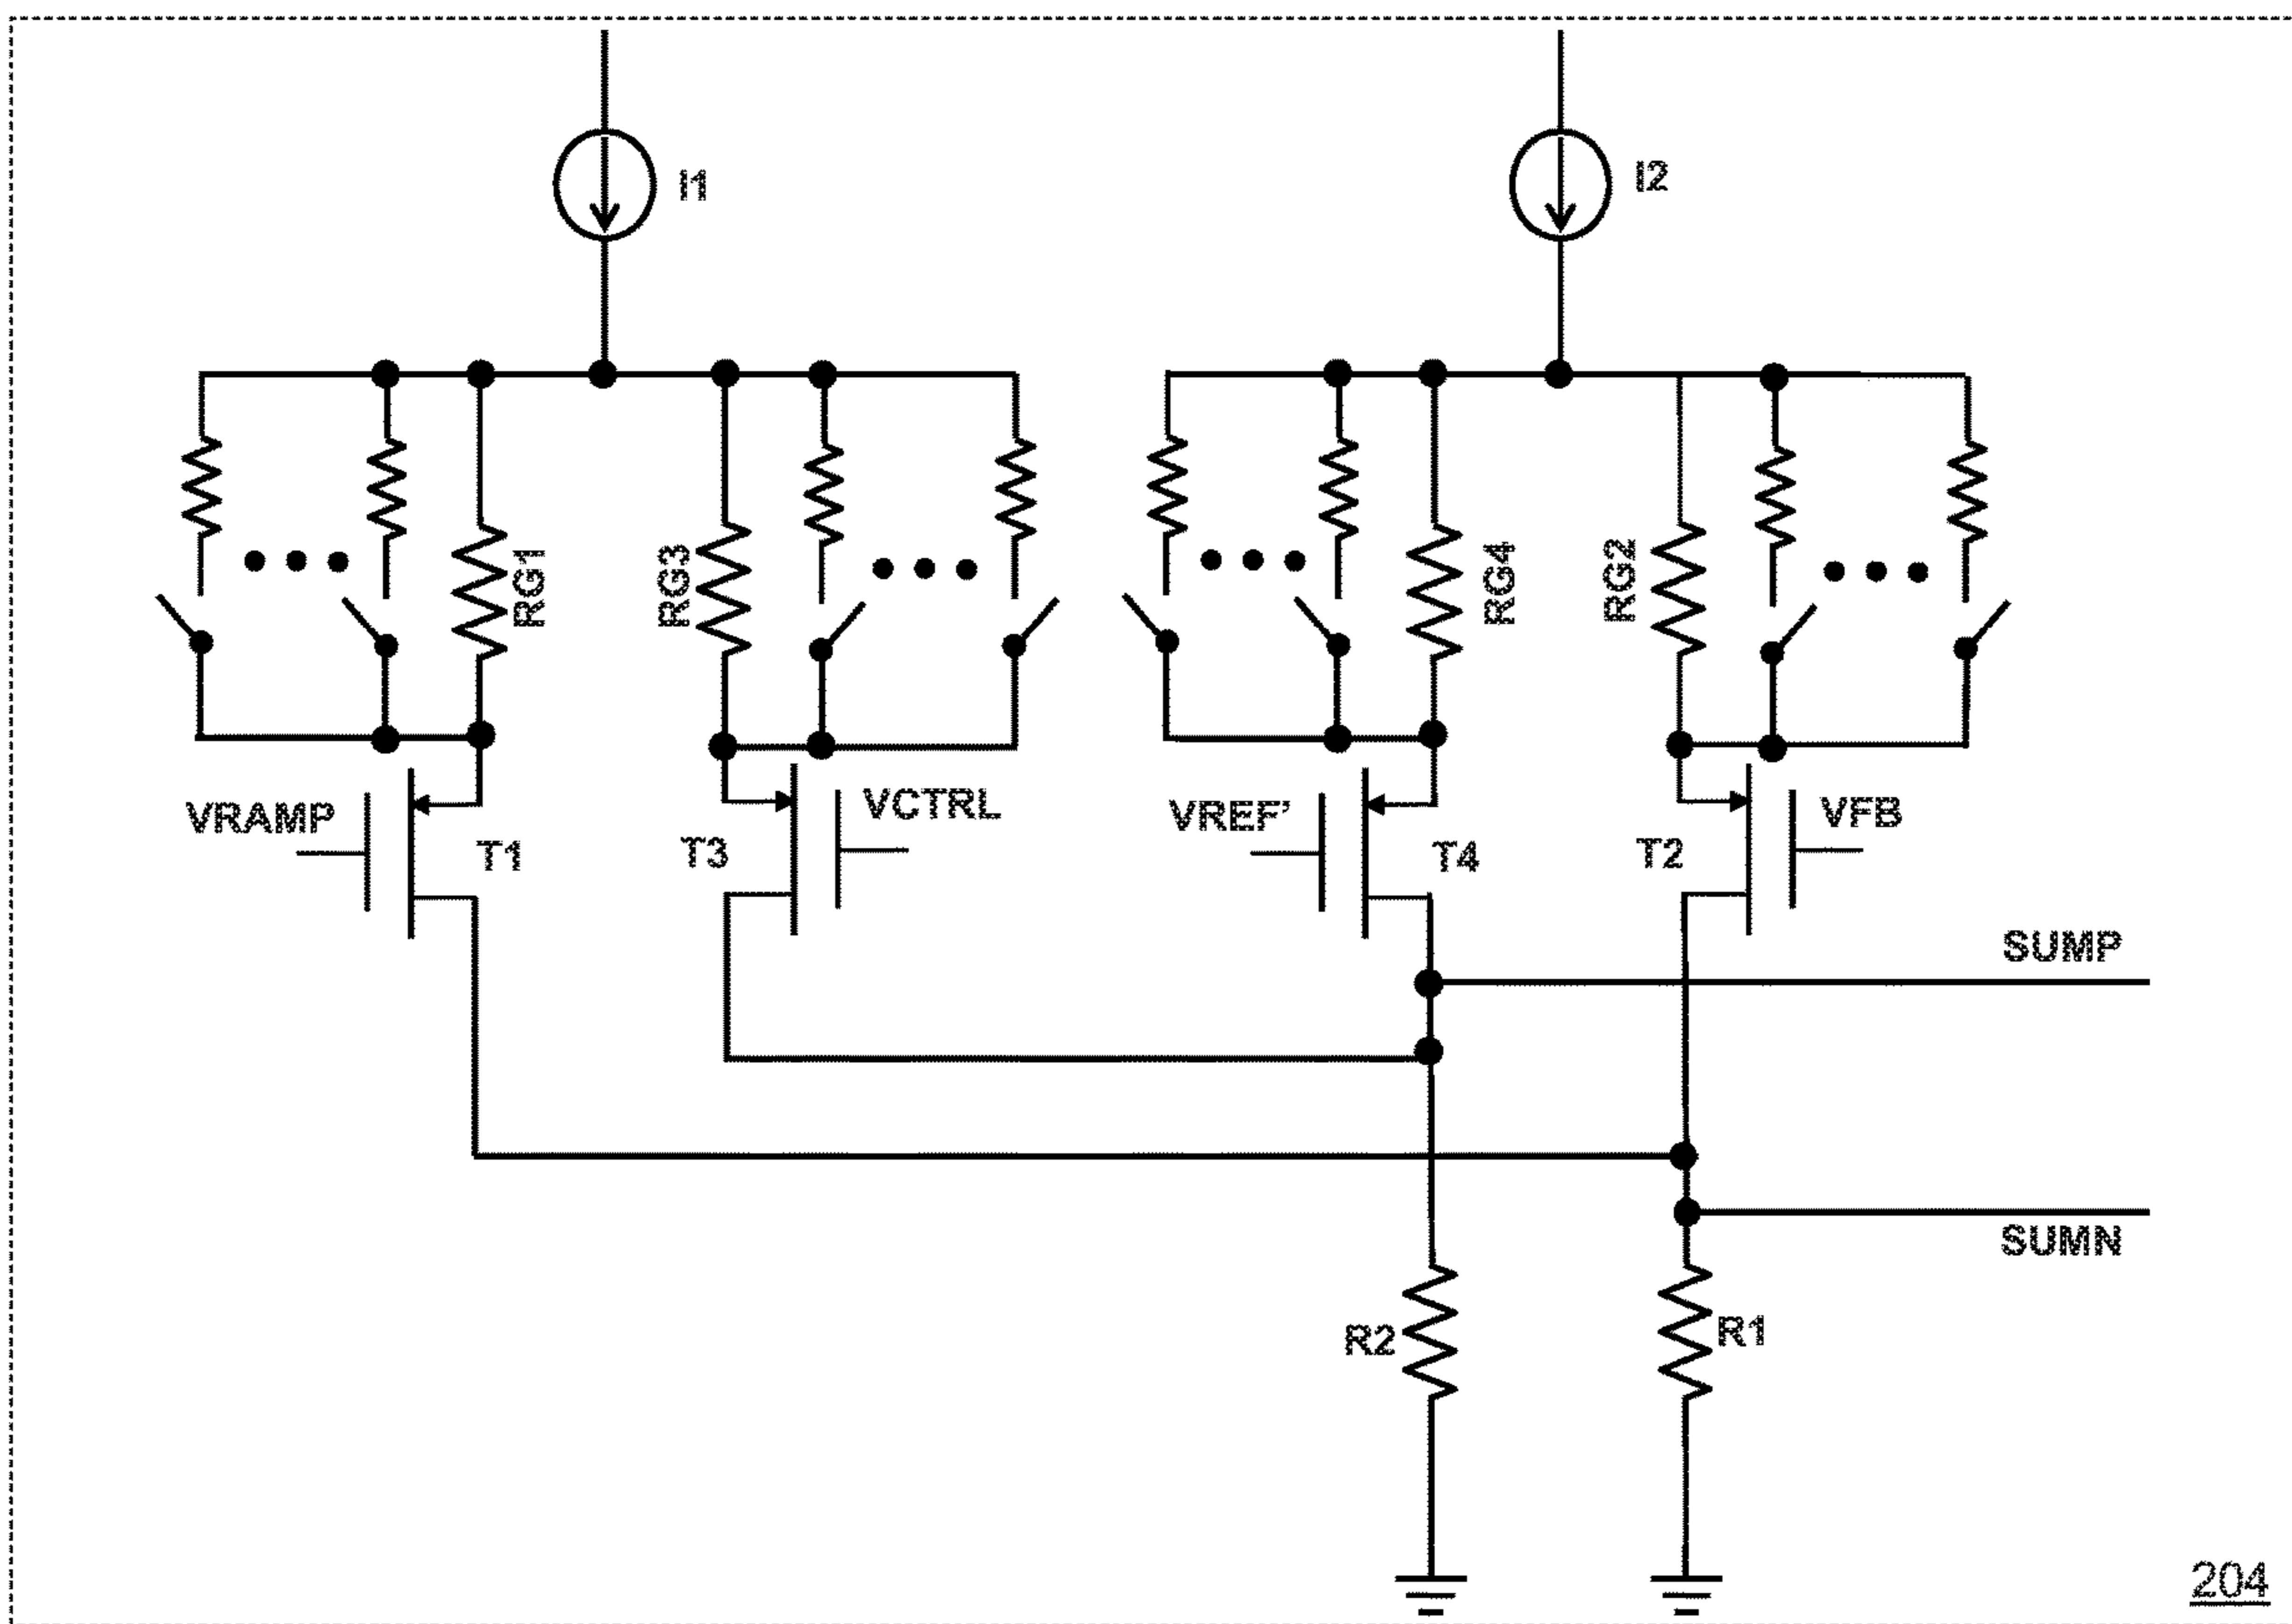 I1
I2
RG1
RG3
RG4
RG2
VRAMP
T1
T3
VCTRL
VREF'
T4
T2
VFB
SUMP
SUMN
R2
R1
204